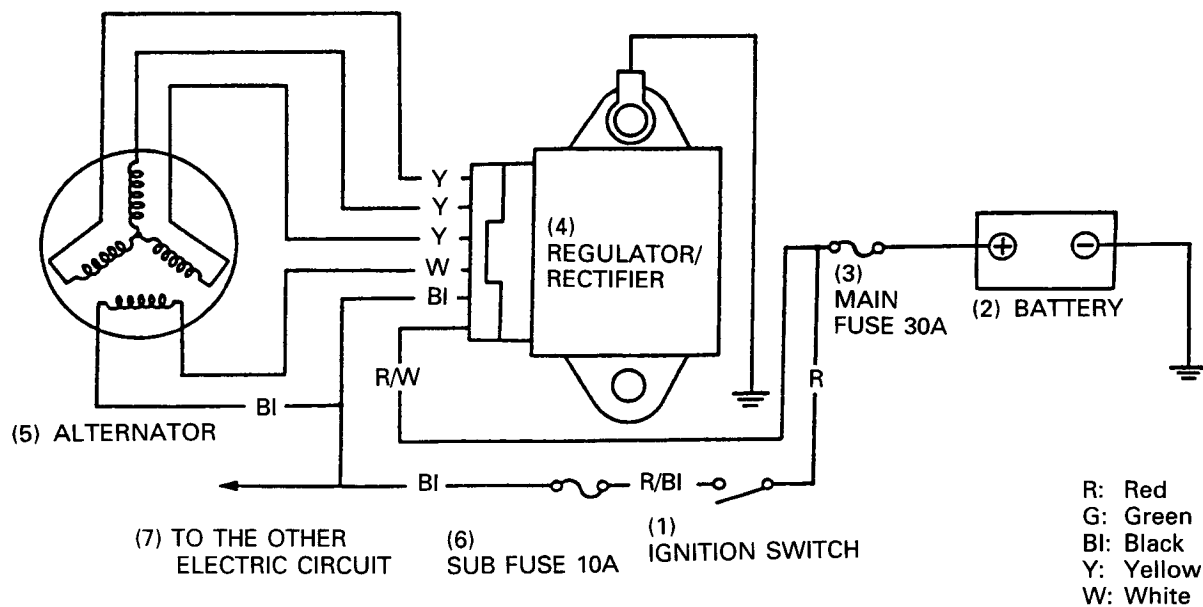 Y
Y
Y
W
Bl
(4)
REGULATOR/
RECTIFIER
(3)
MAIN
FUSE 30A
+
−
(2) BATTERY
R/W
R
Bl
(5) ALTERNATOR
Bl
R/Bl
(7) TO THE OTHER
ELECTRIC CIRCUIT
(6)
SUB FUSE 10A
(1)
IGNITION SWITCH
R: Red
G: Green
Bl: Black
Y: Yellow
W: White